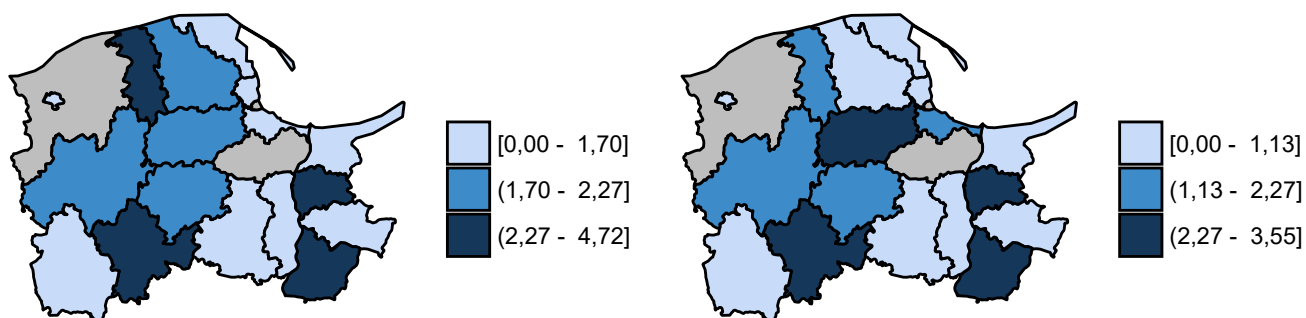 [0,00 - 1,70]
(1,70 - 2,27]
(2,27 - 4,72]
[0,00 - 1,13]
(1,13 - 2,27]
(2,27 - 3,55]